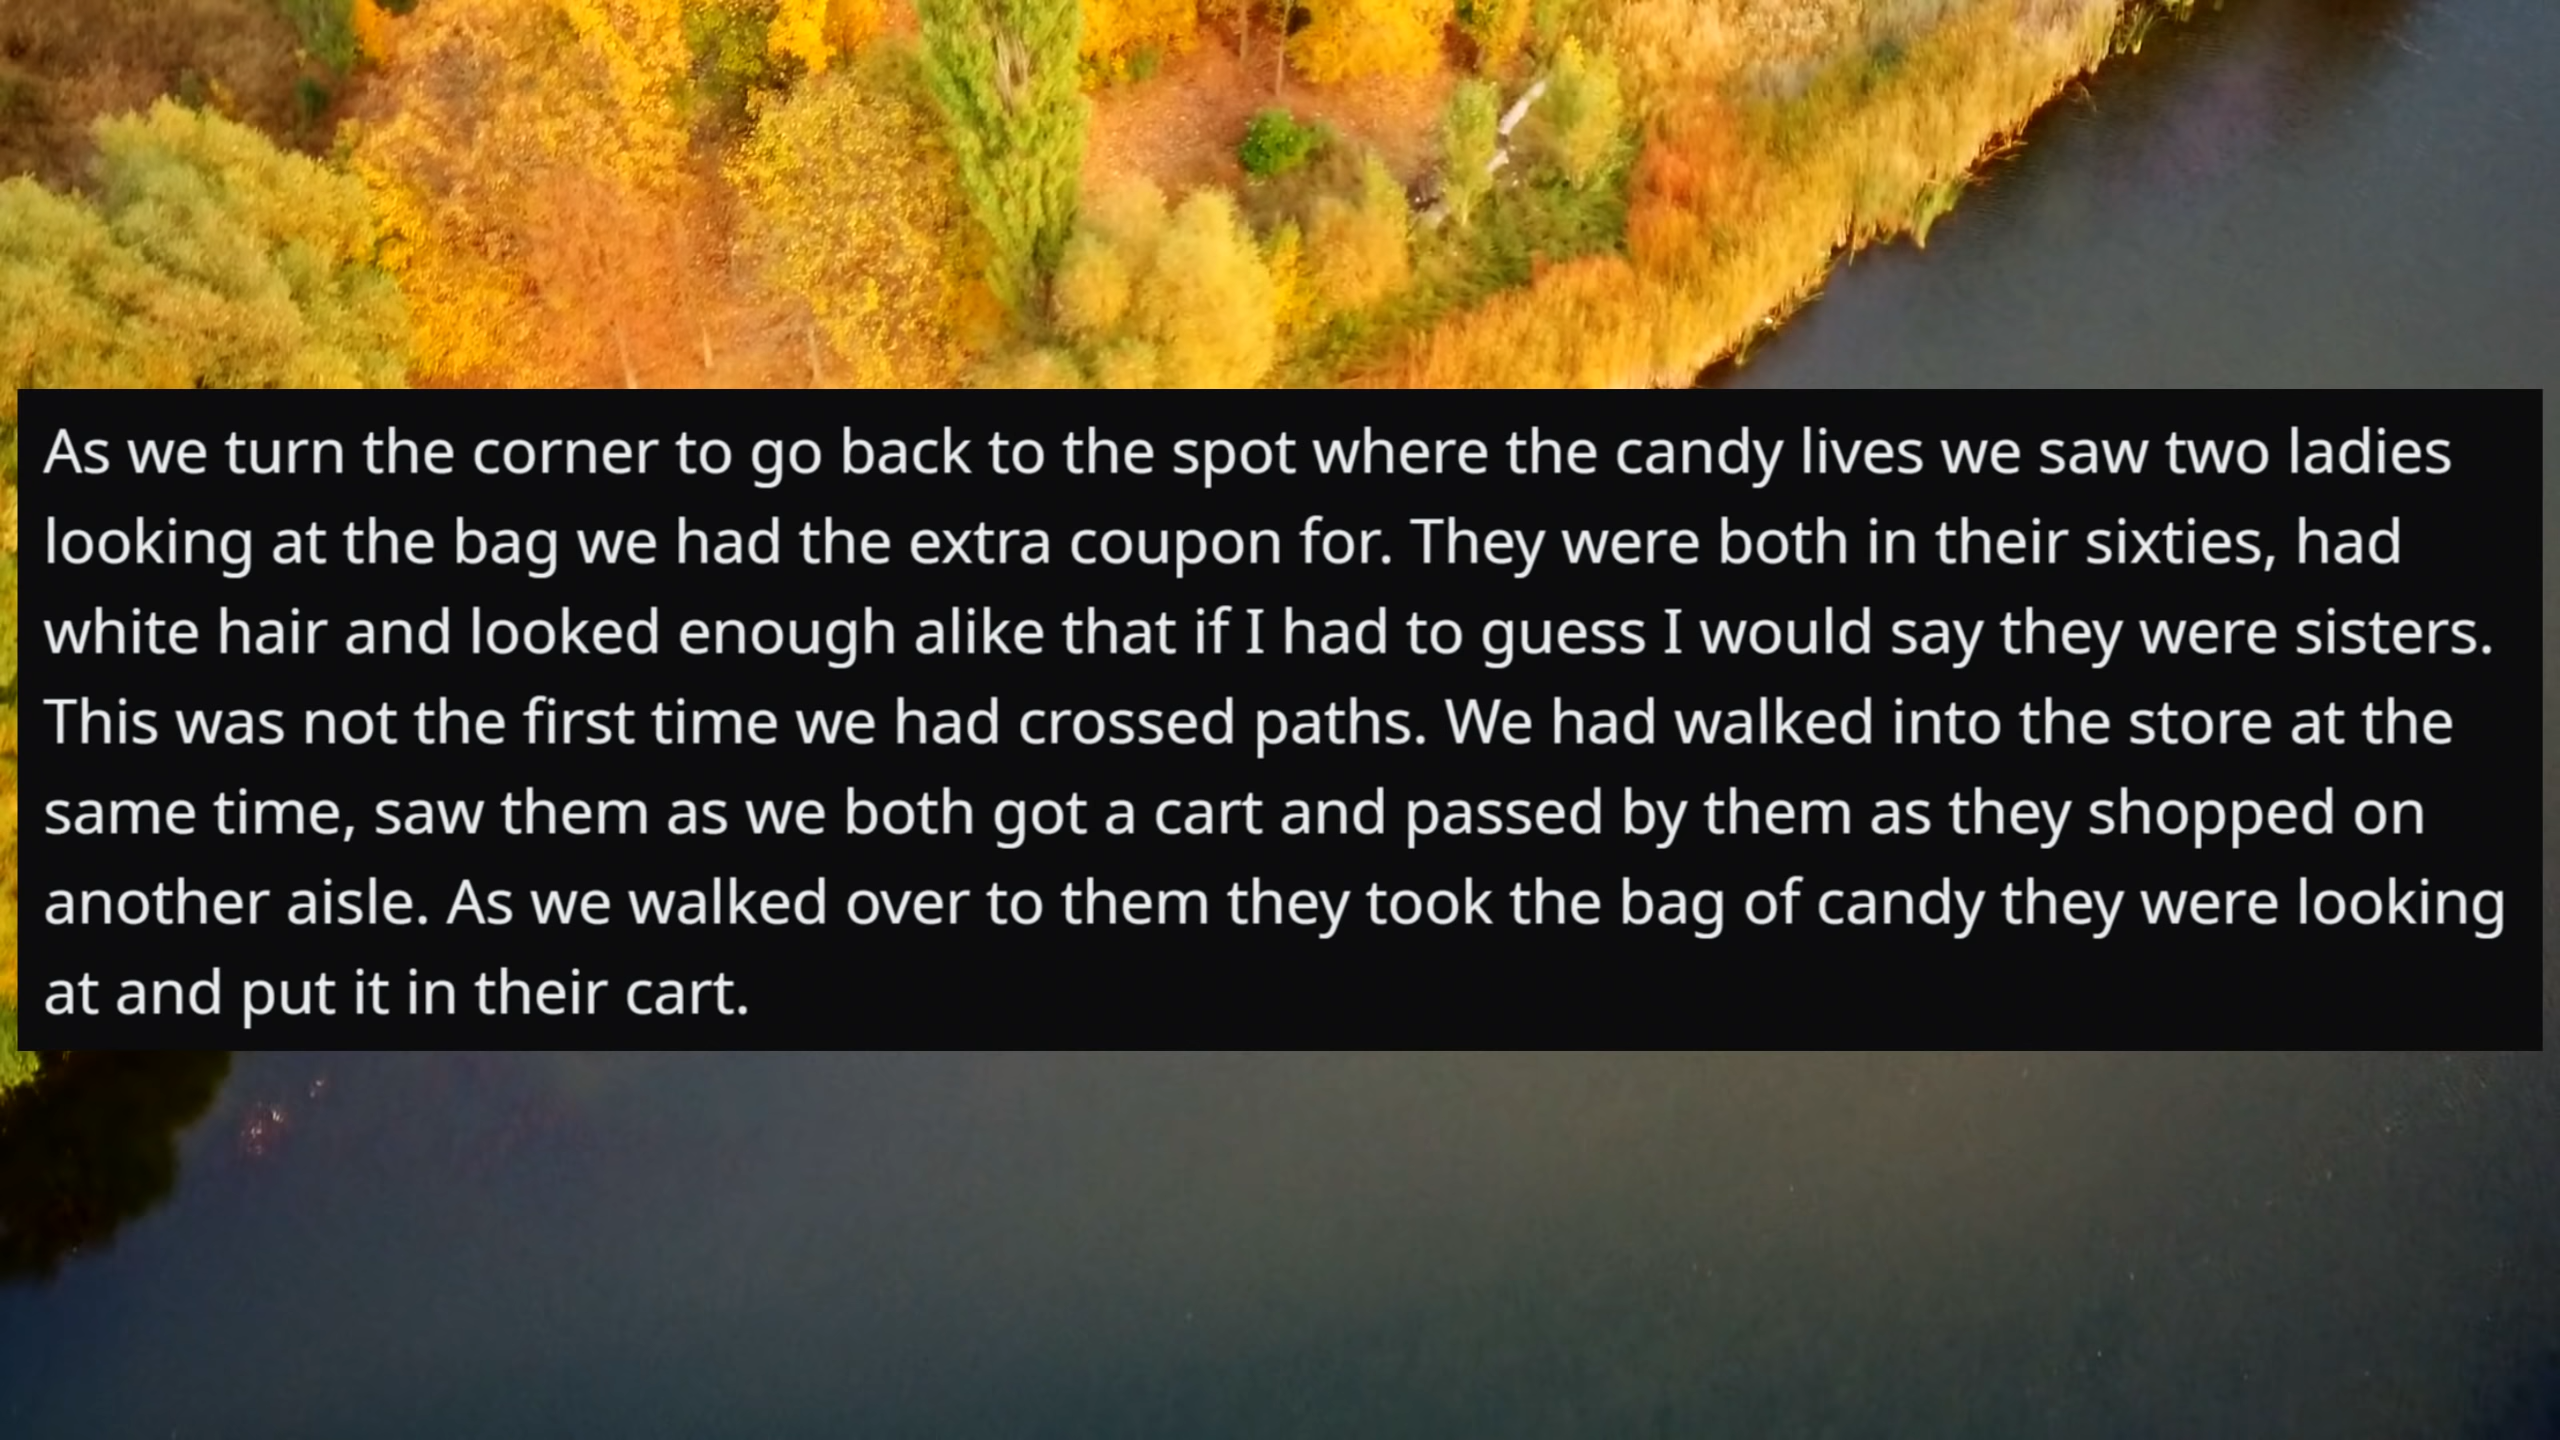 As we turn the corner to go back to the spot where the candy lives we saw two ladies
looking at the bag we had the extra coupon for. They were both in their sixties, had
white hair and looked enough alike that if I had to guess I would say they were sisters.
This was not the first time we had crossed paths. We had walked into the store at the
same time, saw them as we both got a cart and passed by them as they shopped on
another aisle. As we walked over to them they took the bag of candy they were looking
at and put it in their cart.